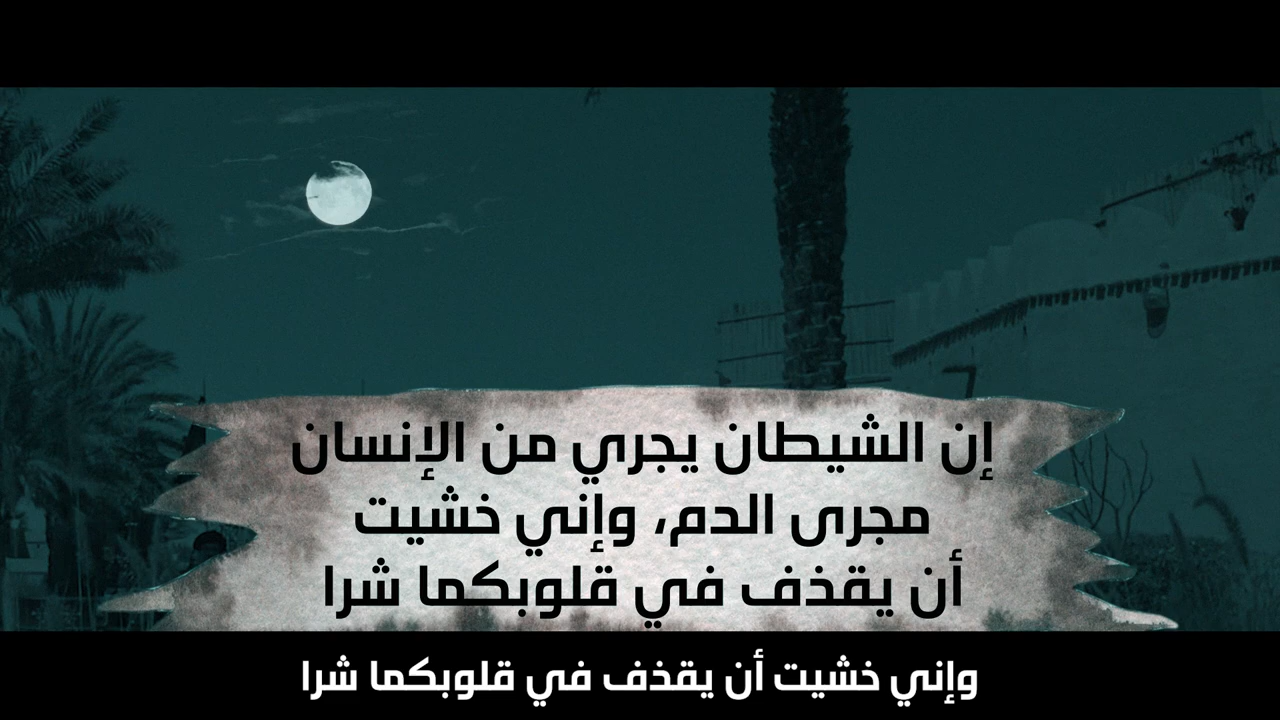 إن الشيطان يجري من الإنسان
مجرى الدم، وإني خشيت
أن يقذف في قلوبكما شرا
وإني خشيت أن يقذف في قلوبكما شرا